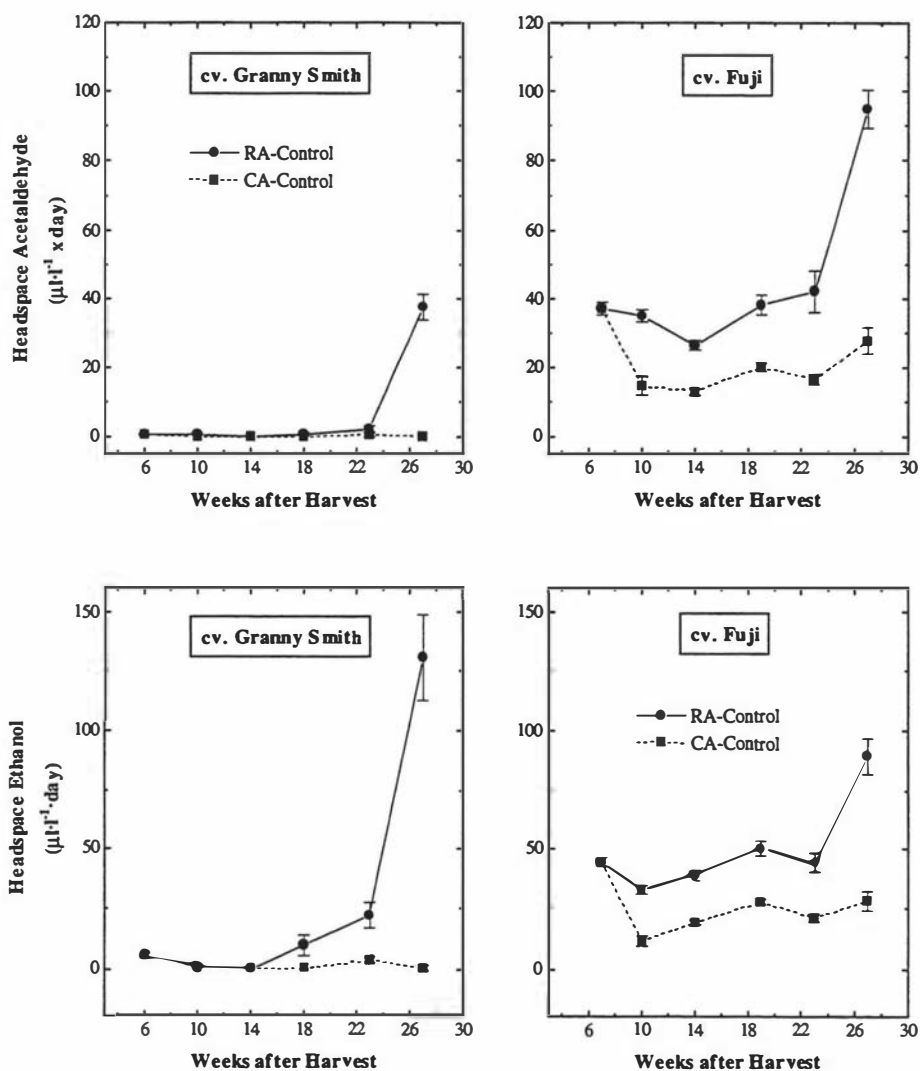 120
100
80
60
40
20
0
Headspace Acetaldehyde
(µl·l⁻¹ x day)
cv. Granny Smith
RA-Control
CA-Control
6 10 14 18 22 26 30
Weeks after Harvest
120
100
80
60
40
20
0
cv. Fuji
6 10 14 18 22 26 30
Weeks after Harvest
150
100
50
0
Headspace Ethanol
(µl·l⁻¹·day)
cv. Granny Smith
6 10 14 18 22 26 30
Weeks after Harvest
150
100
50
0
cv. Fuji
RA-Control
CA-Control
6 10 14 18 22 26 30
Weeks after Harvest